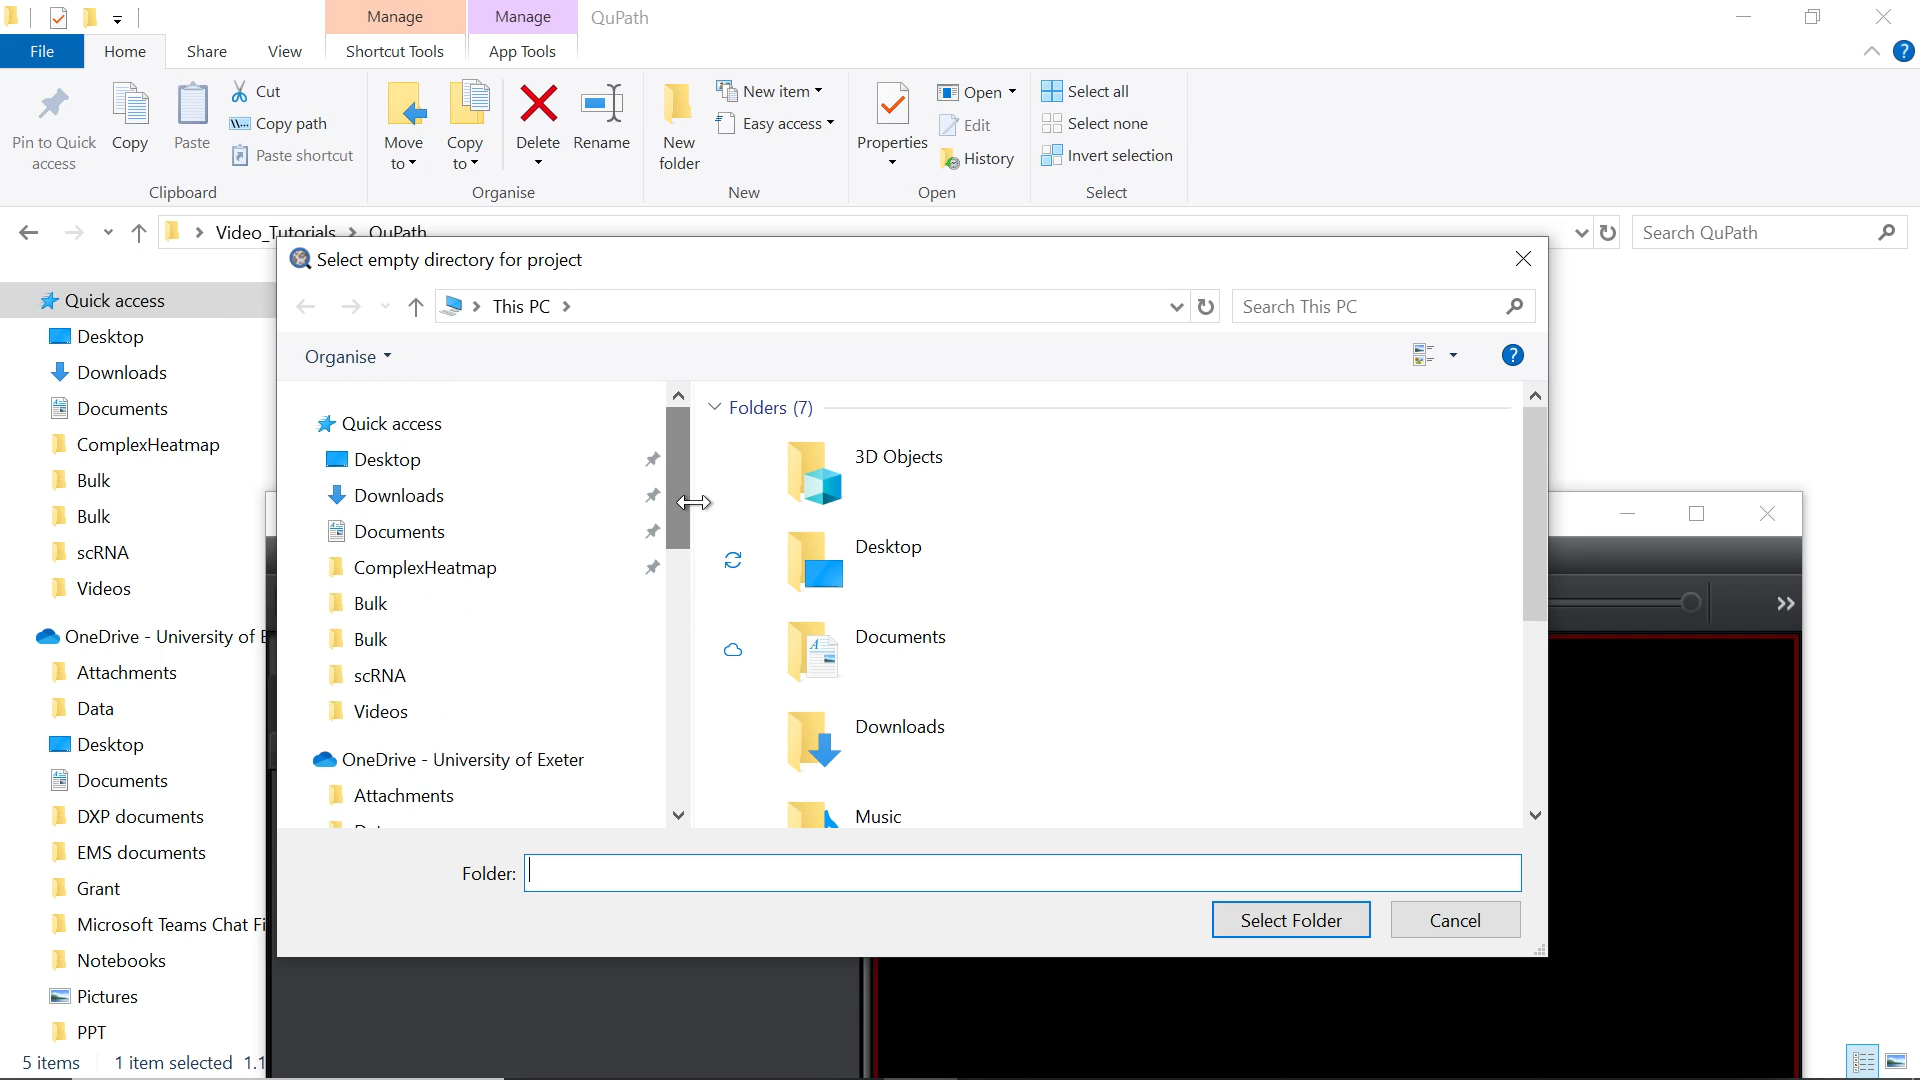 Manage
Manage
QuPath
File
Home
Share
View
Shortcut Tools
App Tools
Pin to Quick
access
Copy
Paste
Cut
Copy path
Paste shortcut
Clipboard
Move
to
Copy
to
Delete
Rename
Organise
New
folder
New item
Easy access
New
Properties
Open
Edit
History
Open
Select all
Select none
Invert selection
Select
Video_Tutorials
QuPath
Search QuPath
Quick access
Desktop
Downloads
Documents
ComplexHeatmap
Bulk
Bulk
scRNA
Videos
OneDrive - University of
Attachments
Data
Desktop
Documents
DXP documents
EMS documents
Grant
Microsoft Teams Chat Fi
Notebooks
Pictures
PPT
5 items
1 item selected 1.1
Select empty directory for project
This PC
Search This PC
Organise
?
Quick access
Desktop
Downloads
Documents
ComplexHeatmap
Bulk
Bulk
scRNA
Videos
OneDrive - University of Exeter
Attachments
Folders (7)
3D Objects
Desktop
Documents
Downloads
Music
Folder:
Select Folder
Cancel